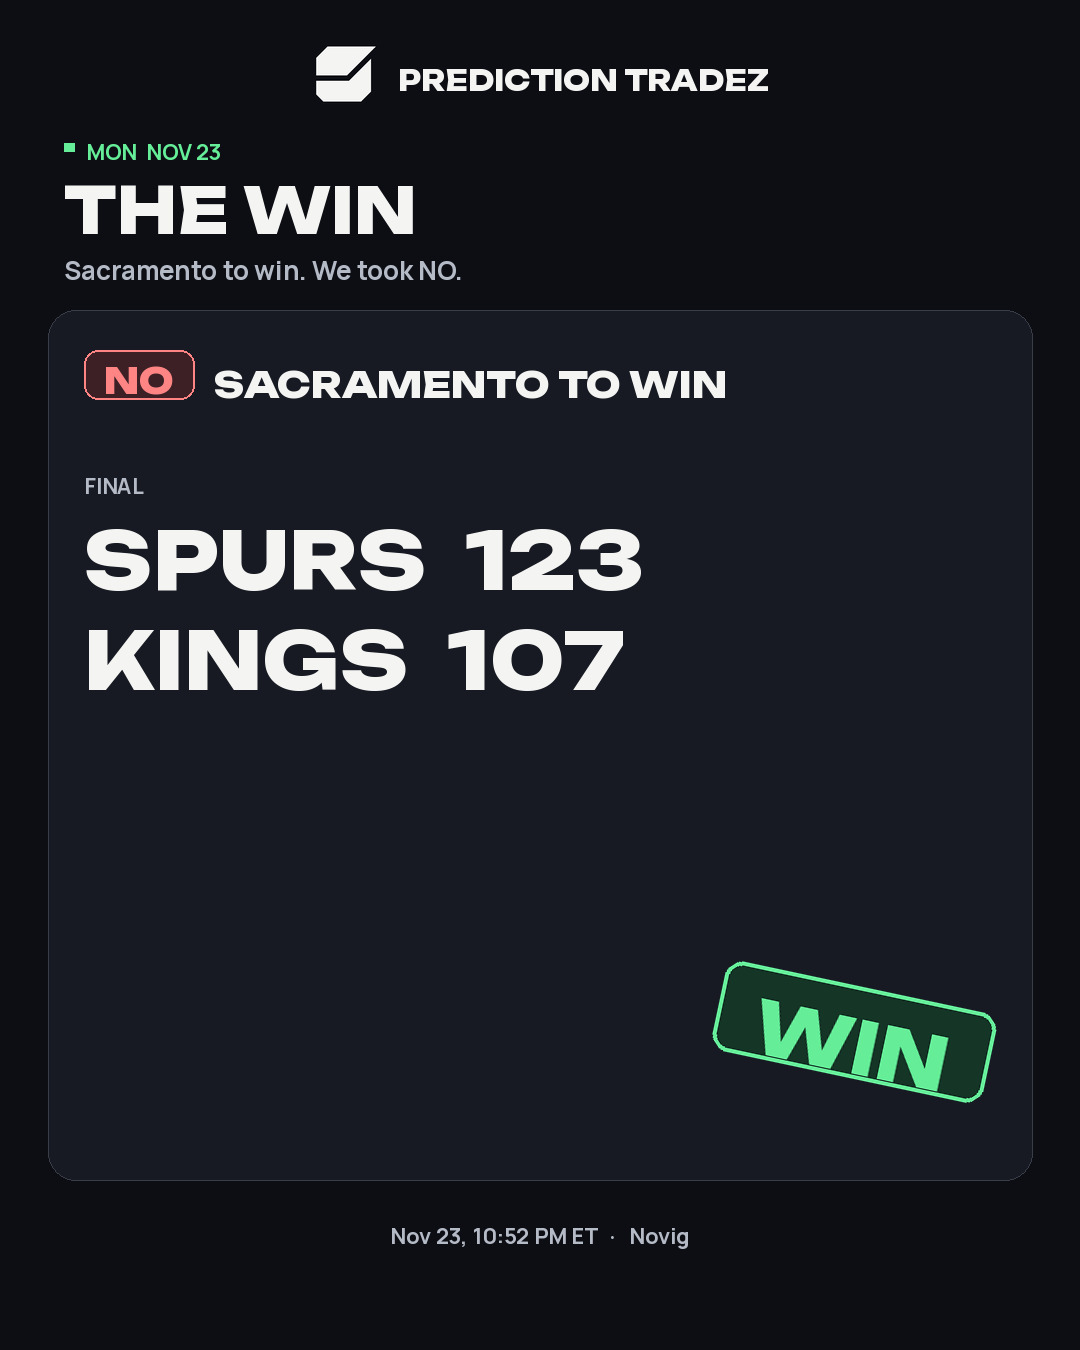 PREDICTION TRADEZ
MON NOV 23
THE WIN
Sacramento to win. We took NO.
NO SACRAMENTO TO WIN
FINAL
SPURS 123
KINGS 107
WIN
Nov 23, 10:52 PM ET · Novig